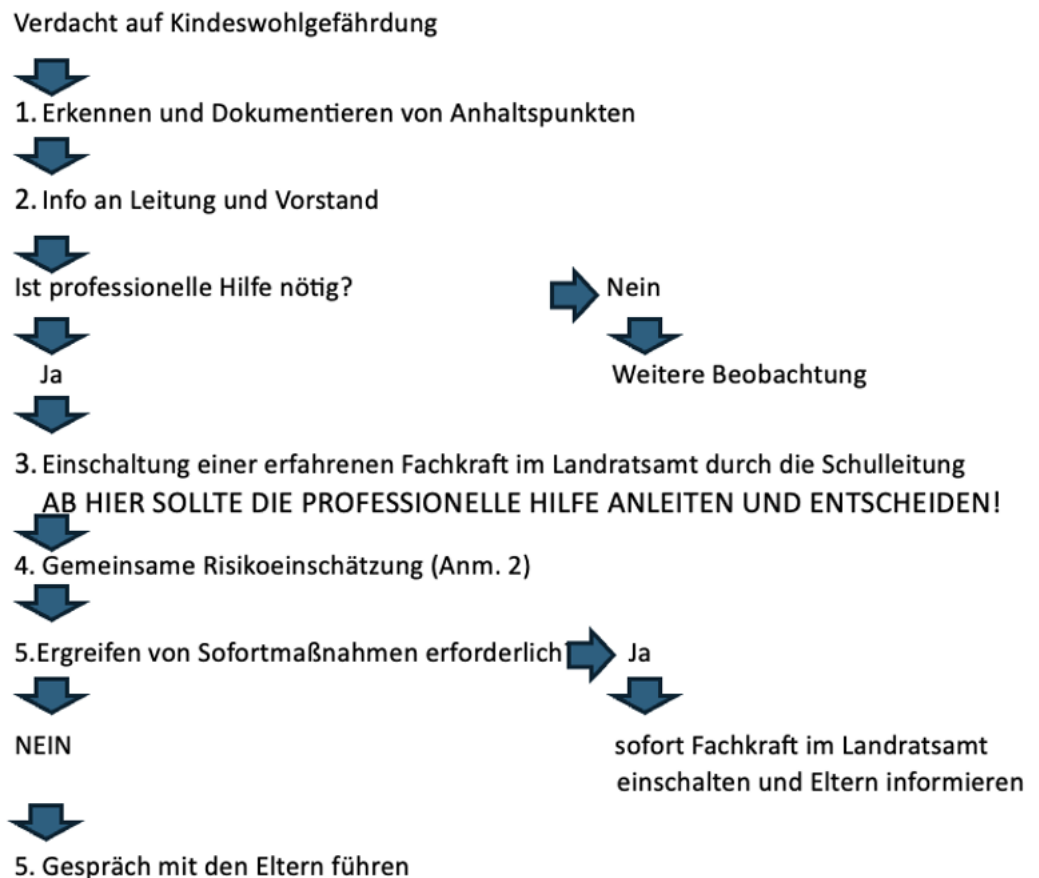 Verdacht auf Kindeswohlgefährdung
1. Erkennen und Dokumentieren von Anhaltspunkten
2. Info an Leitung und Vorstand
Ist professionelle Hilfe nötig?
Nein
Ja
Weitere Beobachtung
3. Einschaltung einer erfahrenen Fachkraft im Landratsamt durch die Schulleitung
AB HIER SOLLTE DIE PROFESSIONELLE HILFE ANLEITEN UND ENTSCHEIDEN!
4. Gemeinsame Risikoeinschätzung (Anm. 2)
5.Ergreifen von Sofortmaßnahmen erforderlich
Ja
NEIN
sofort Fachkraft im Landratsamt
einschalten und Eltern informieren
5. Gespräch mit den Eltern führen